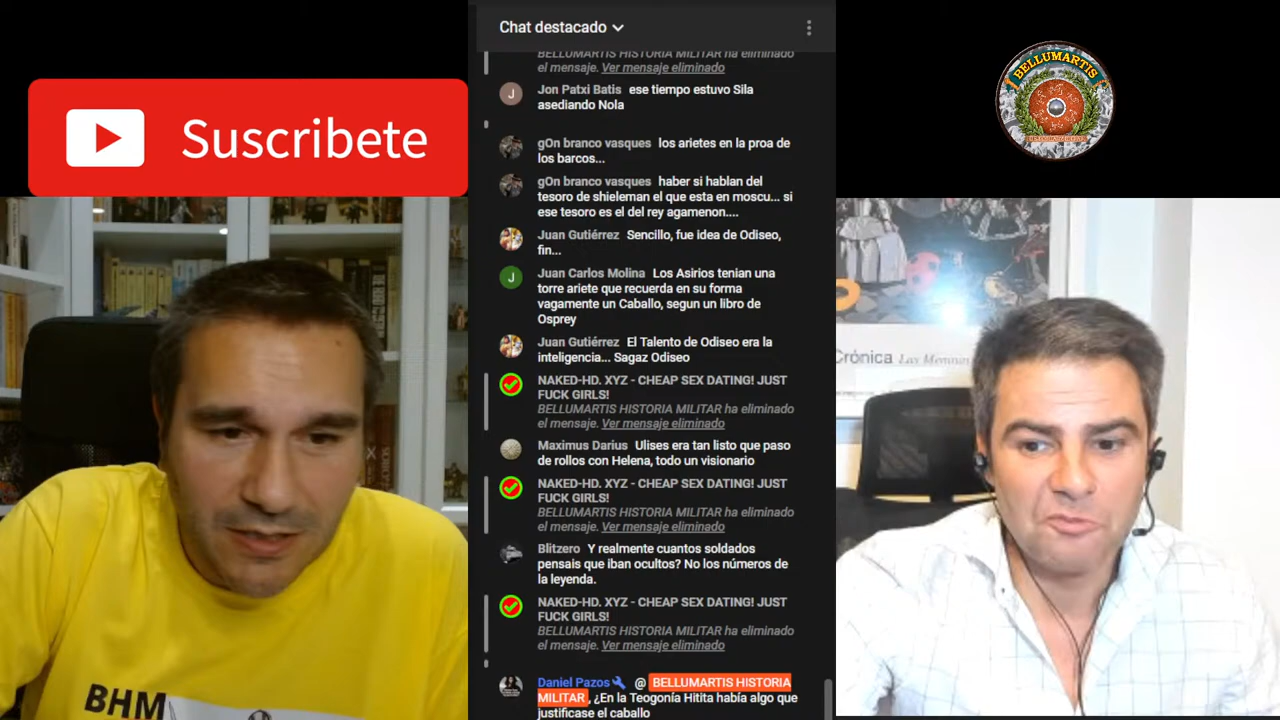 Suscribete
Chat destacado
BELLUMARTIS HISTORIA MILITAR ha eliminado
el mensaje. Ver mensaje eliminado
Jon Patxi Batis ese tiempo estuvo Sila
asediando Nola
gOn branco vasques los arietes en la proa de
los barcos...
gOn branco vasques haber si hablan del
tesoro de shieleman el que esta en moscu... si
ese tesoro es el del rey agamenon....
Juan Gutiérrez Sencillo, fue idea de Odiseo,
fin...
J
Juan Carlos Molina Los Asirios tenian una
torre ariete que recuerda en su forma
vagamente un Caballo, segun un libro de
Osprey
Juan Gutiérrez El Talento de Odiseo era la
inteligencia... Sagaz Odiseo
NAKED-HD. XYZ - CHEAP SEX DATING! JUST
FUCK GIRLS!
BELLUMARTIS HISTORIA MILITAR ha eliminado
el mensaje. Ver mensaje eliminado
Maximus Darius Ulises era tan listo que paso
de rollos con Helena, todo un visionario
NAKED-HD. XYZ - CHEAP SEX DATING! JUST
FUCK GIRLS!
BELLUMARTIS HISTORIA MILITAR ha eliminado
el mensaje. Ver mensaje eliminado
Blitzero Y realmente cuantos soldados
pensais que iban ocultos? No los números de
la leyenda.
NAKED-HD. XYZ - CHEAP SEX DATING! JUST
FUCK GIRLS!
BELLUMARTIS HISTORIA MILITAR ha eliminado
el mensaje. Ver mensaje eliminado
Daniel Pazos @ BELLUMARTIS HISTORIA
MILITAR, ¿En la Teogonía Hitita había algo que
justificase el caballo
BELLUMARTIS
Crónica Las Meninas
BHM